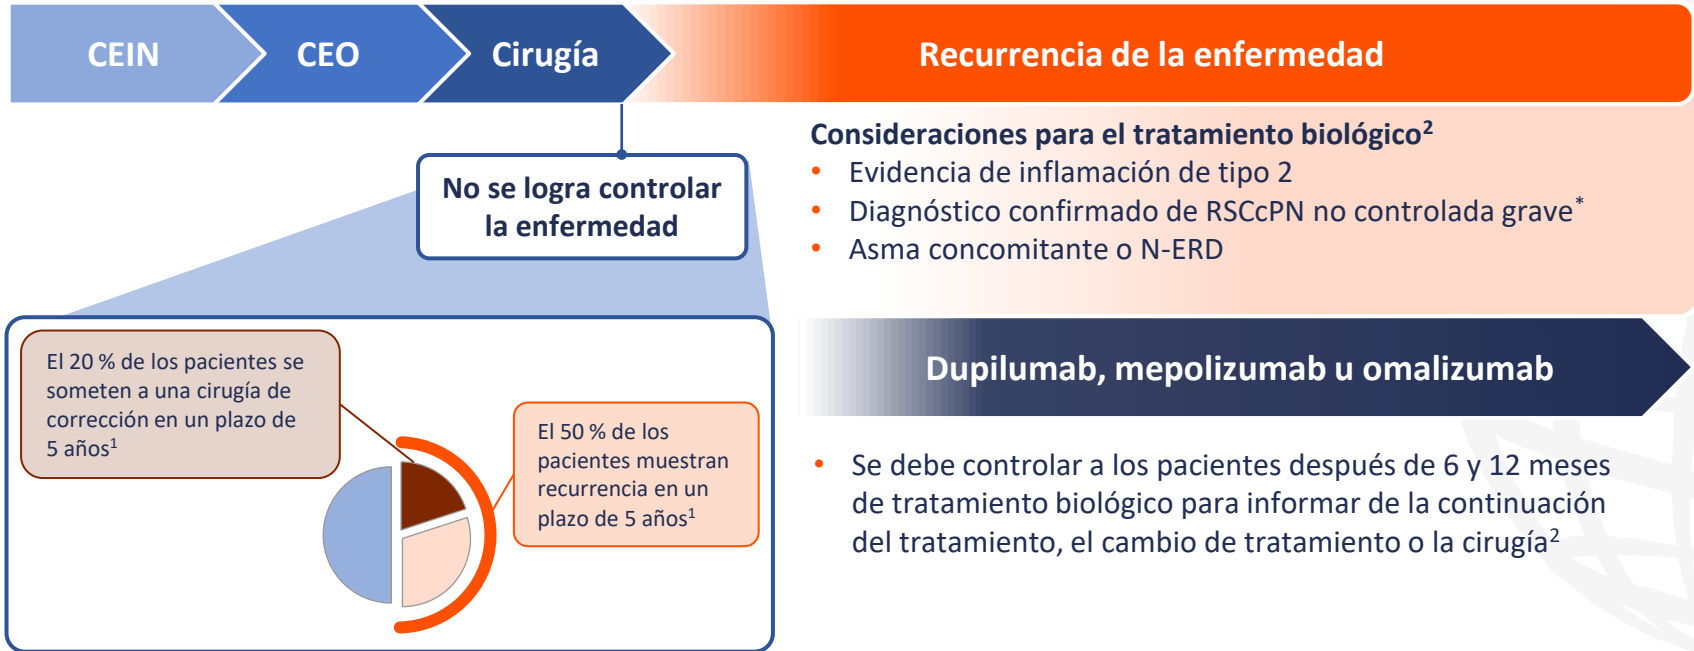 CEIN
CEO
Cirugía
Recurrencia de la enfermedad
No se logra controlar
la enfermedad
El 20 % de los pacientes se
someten a una cirugía de
corrección en un plazo de
5 años¹
El 50 % de los
pacientes muestran
recurrencia en un
plazo de 5 años¹
Consideraciones para el tratamiento biológico²
• Evidencia de inflamación de tipo 2
• Diagnóstico confirmado de RSCcPN no controlada grave*
• Asma concomitante o N-ERD
Dupilumab, mepolizumab u omalizumab
• Se debe controlar a los pacientes después de 6 y 12 meses
de tratamiento biológico para informar de la continuación
del tratamiento, el cambio de tratamiento o la cirugía²